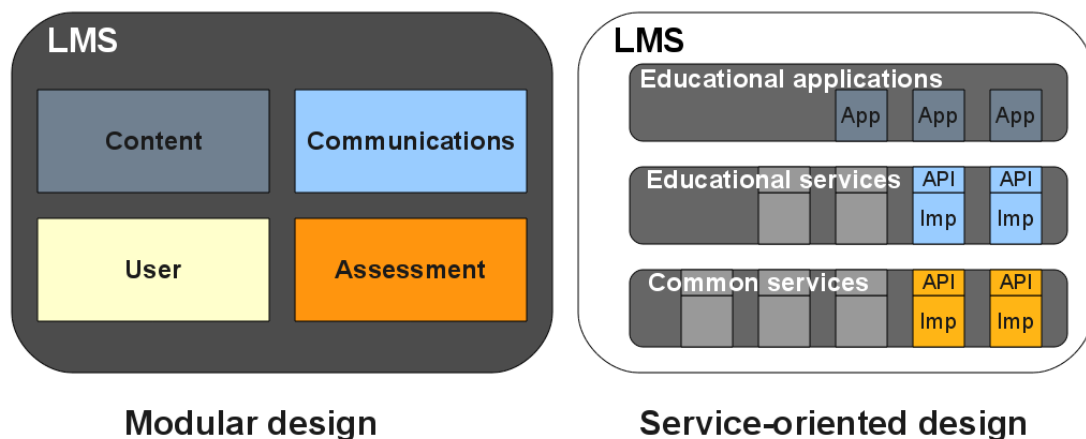 LMS
Content
Communications
User
Assessment
Modular design
LMS
Educational applications
App App App
Educational services
API API
Imp Imp
Common services
API API
Imp Imp
Service-oriented design